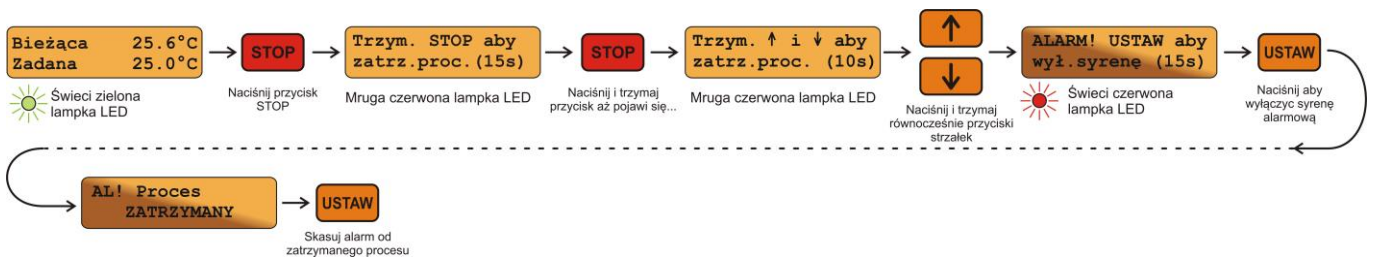 Bieżąca 25.6°C
Zadana 25.0°C
Świeci zielona
lampka LED
STOP
Naciśnij przycisk
STOP
Trzym. STOP aby
zatrz.proc.(15s)
Mruga czerwona lampka LED
STOP
Naciśnij i trzymaj
przycisk aż pojawi się...
Trzym. ↑ i ↓ aby
zatrz.proc. (10s)
Mruga czerwona lampka LED
↑
↓
Naciśnij i trzymaj
równocześnie przyciski
strzałek
ALARM! USTAW aby
wył.syrenę (15s)
Świeci czerwona
lampka LED
USTAW
Naciśnij aby
wyłączyc syrenę
alarmową
AL! Proces
ZATRZYMANY
USTAW
Skasuj alarm od
zatrzymanego procesu